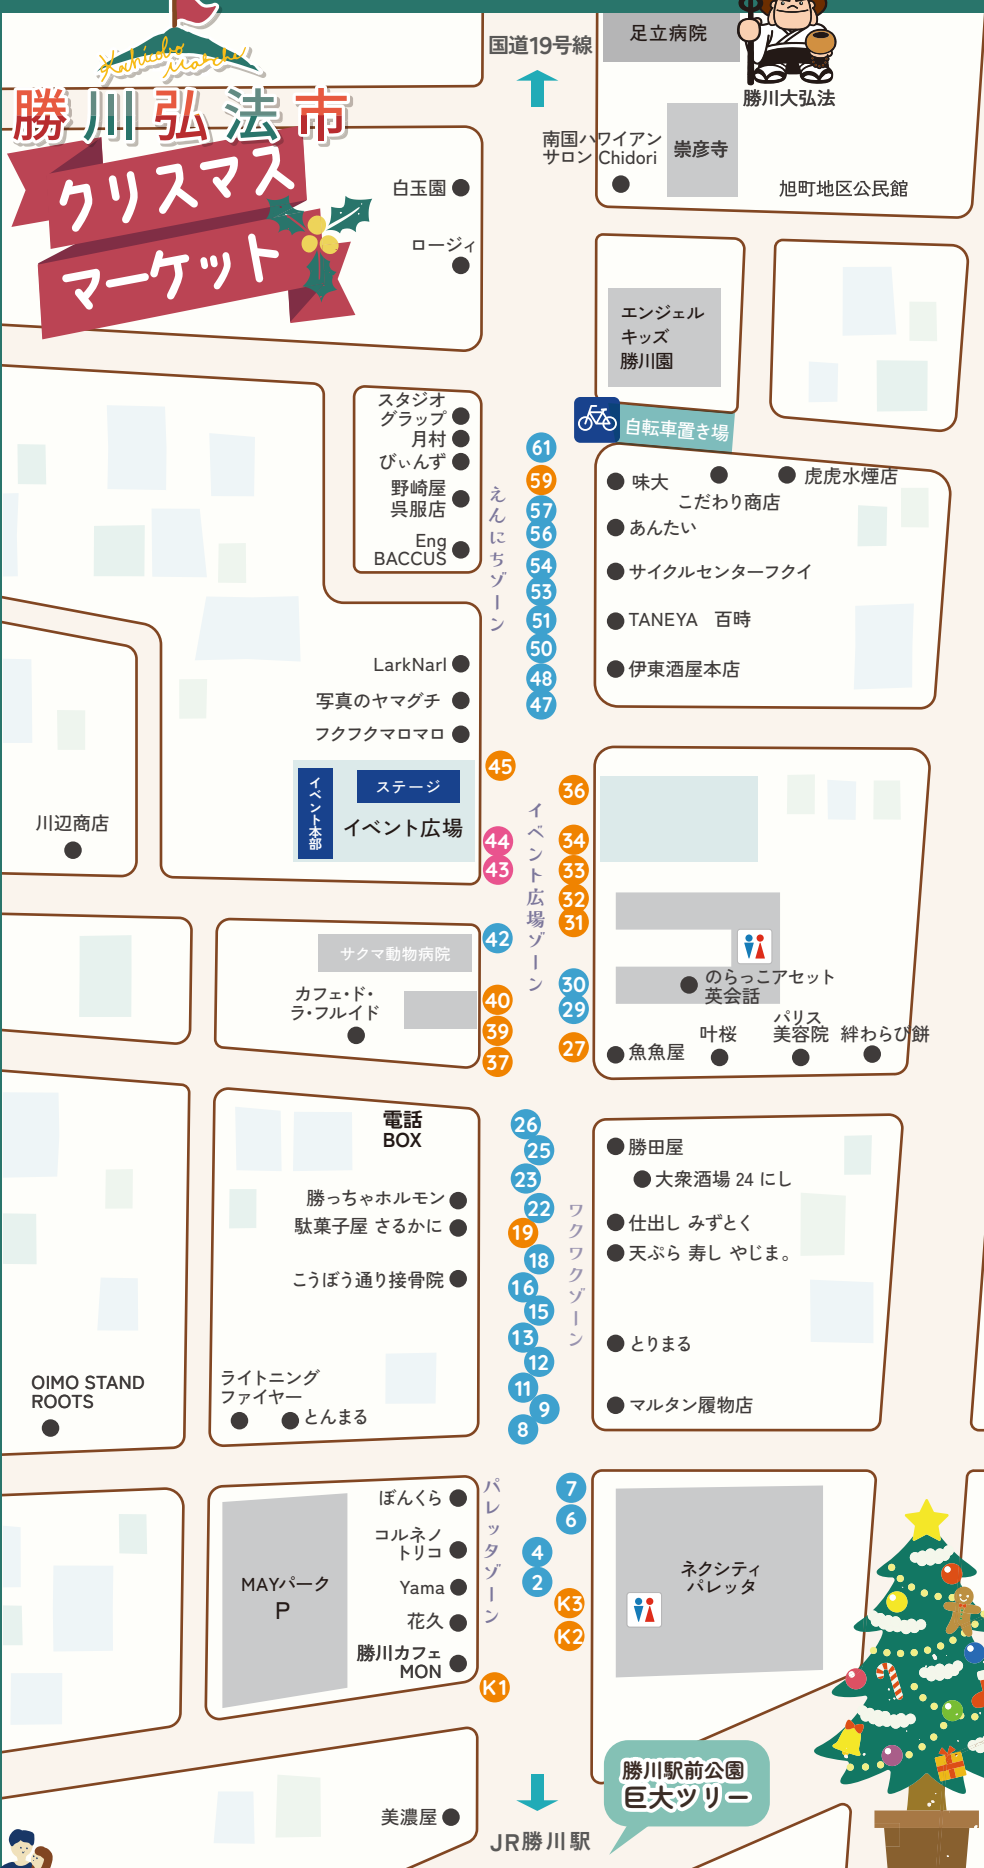 Kachigobo Marche
勝川弘法市
クリスマス
マーケット
国道19号線
足立病院
勝川大弘法
南国ハワイアン
サロン Chidori
崇彦寺
旭町地区公民館
白玉園
ロージィ
エンジェル
キッズ
勝川園
自転車置き場
スタジオ
グラップ
月村
びぃんず
野崎屋
呉服店
Eng
BACCUS
えんにちゾーン
61
59
57
56
54
53
51
50
48
47
味大
こだわり商店
虎虎水煙店
あんたい
サイクルセンターフクイ
TANEYA 百時
伊東酒屋本店
LarkNarl
写真のヤマグチ
フクフクマロマロ
イベント本部
ステージ
イベント広場
川辺商店
45
44
43
イベント広場ゾーン
36
34
33
32
31
30
29
27
42
40
39
37
サクマ動物病院
カフェ・ド・
ラ・フルイド
のらっこアセット
英会話
魚魚屋
叶桜
パリス
美容院
絆わらび餅
電話
BOX
勝っちゃホルモン
駄菓子屋 さるかに
こうぼう通り接骨院
ライトニング
ファイヤー
とんまる
OIMO STAND
ROOTS
26
25
23
22
19
18
16
15
13
12
11
9
8
ワクワクゾーン
勝田屋
大衆酒場 24 にし
仕出し みずとく
天ぷら 寿し やじま。
とりまる
マルタン履物店
MAYパーク
P
ぼんくら
コルネノ
トリコ
Yama
花久
勝川カフェ
MON
パレッタゾーン
7
6
4
2
K3
K2
K1
ネクシティ
パレッタ
美濃屋
JR勝川駅
勝川駅前公園
巨大ツリー